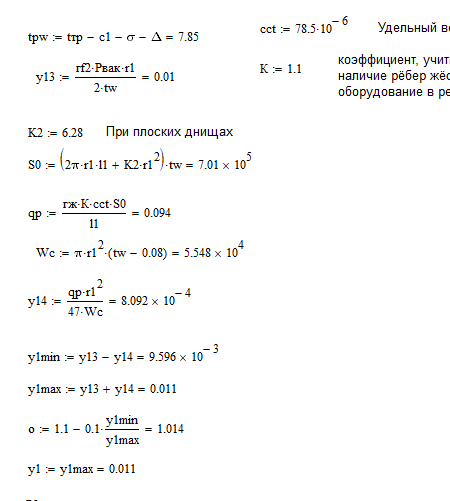 tpw := tтр − c1 − σ − Δ = 7.85
cct := 78.5·10^−6
Удельный
y13 := (rf2·Pвак·r1)/(2·tw) = 0.01
K := 1.1
коэффициент,
наличие рёбер
оборудование в
K2 := 6.28
При плоских днищах
S0 := (2π·r1·l1 + K2·r1^2)·tw = 7.01 × 10^5
qp := (rж·K·cct·S0)/l1 = 0.094
Wc := π·r1^2·(tw − 0.08) = 5.548 × 10^4
y14 := (qp·r1^2)/(47·Wc) = 8.092 × 10^−4
y1min := y13 − y14 = 9.596 × 10^−3
y1max := y13 + y14 = 0.011
o := 1.1 − 0.1·y1min/y1max = 1.014
y1 := y1max = 0.011